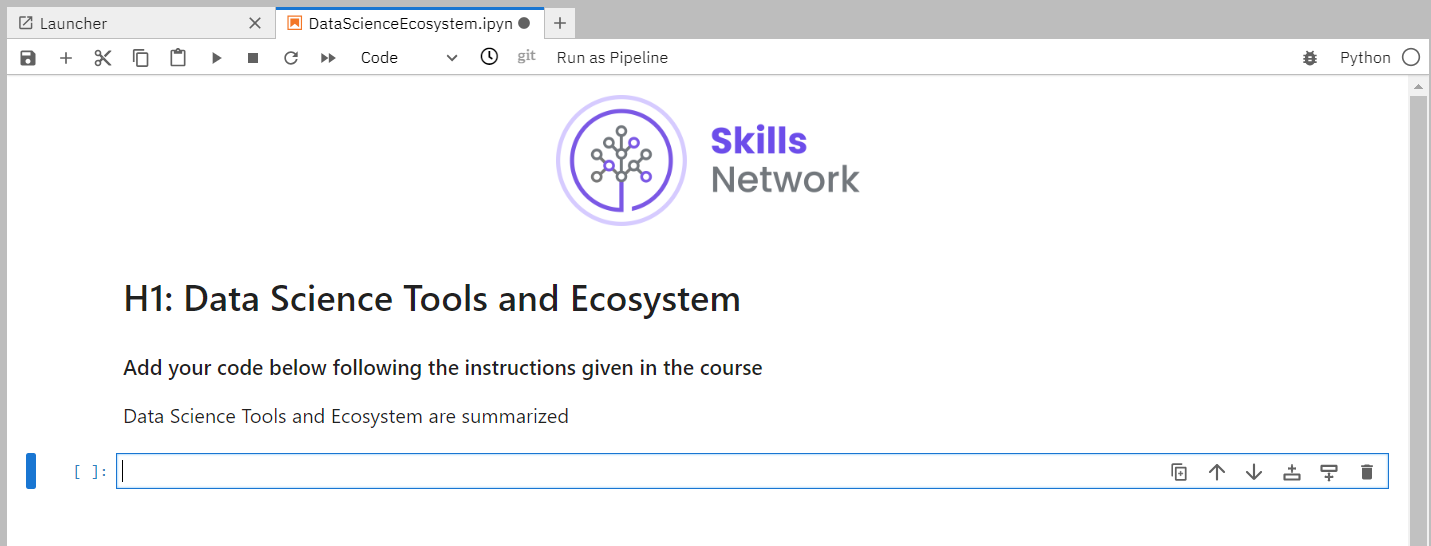 Launcher
DataScienceEcosystem.ipyn
Code
git
Run as Pipeline
Python
Skills
Network
H1: Data Science Tools and Ecosystem
Add your code below following the instructions given in the course
Data Science Tools and Ecosystem are summarized
[ ]: